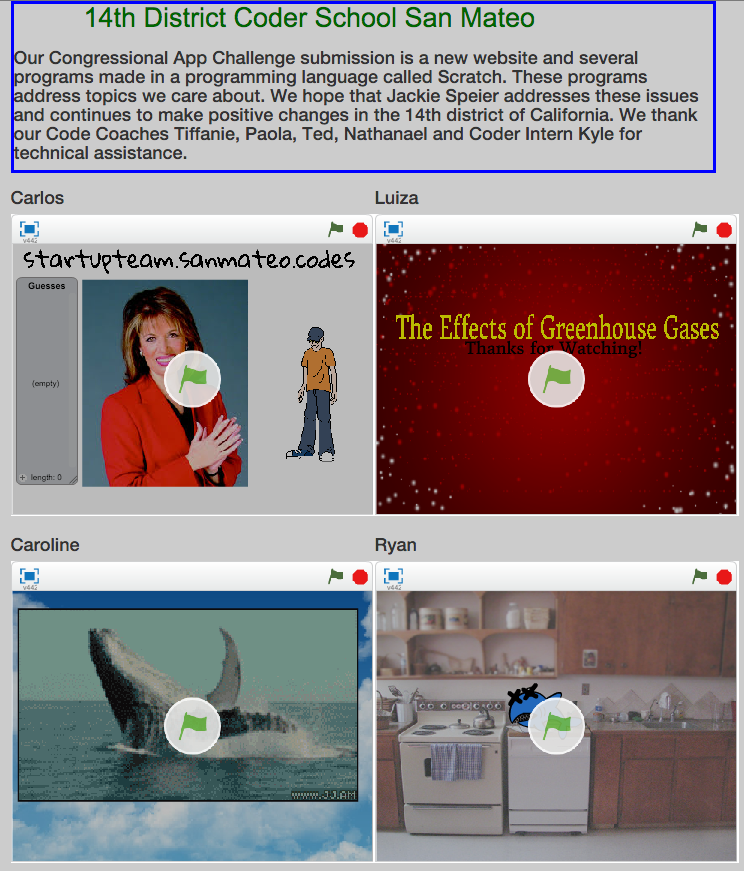 14th District Coder School San Mateo
Our Congressional App Challenge submission is a new website and several
programs made in a programming language called Scratch. These programs
address topics we care about. We hope that Jackie Speier addresses these issues
and continues to make positive changes in the 14th district of California. We thank
our Code Coaches Tiffanie, Paola, Ted, Nathanael and Coder Intern Kyle for
technical assistance.
Carlos
Luiza
v442
v442
startupteam.sanmateo.codes
Guesses
(empty)
+ length: 0
The Effects of Greenhouse Gases
Thanks for Watching!
Caroline
Ryan
v442
v442
www.JJ.AM